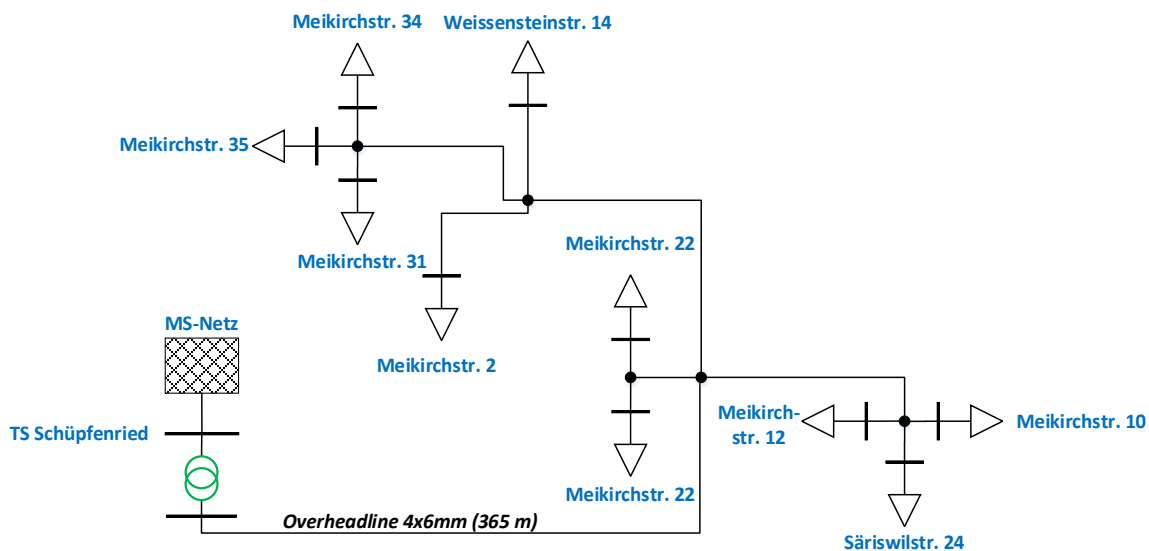 Meikirchstr. 34
Weissensteinstr. 14
Meikirchstr. 35
Meikirchstr. 31
Meikirchstr. 22
MS-Netz
Meikirchstr. 2
TS Schüpfenried
Meikirch-
str. 12
Meikirchstr. 10
Meikirchstr. 22
Overheadline 4x6mm (365 m)
Säriswilstr. 24